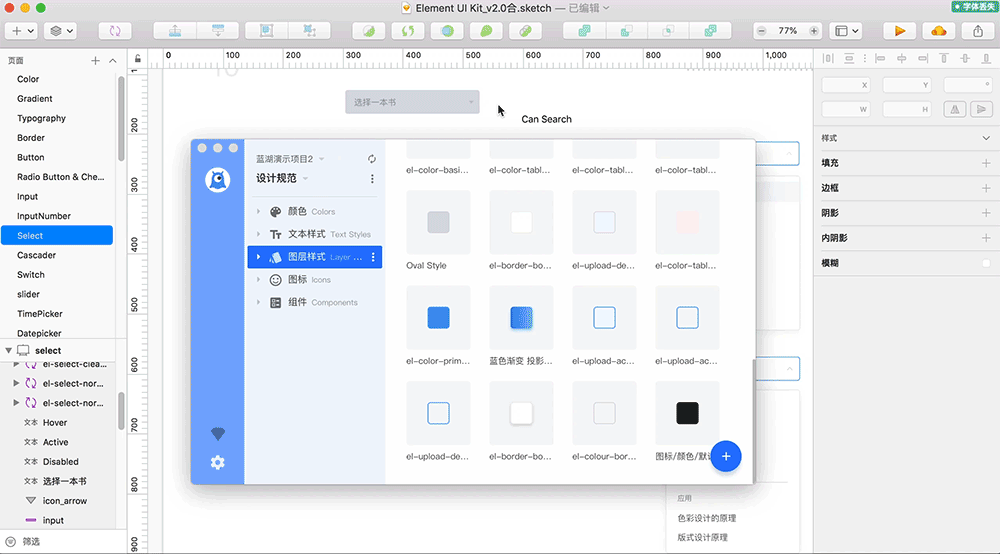 Element UI Kit_v2.0合.sketch — 已编辑
字体丢失
77%
页面
Color
Gradient
Typography
Border
Button
Radio Button & Che...
Input
InputNumber
Select
Cascader
Switch
slider
TimePicker
Datepicker
select
el-select-clea...
el-select-nor...
el-select-nor...
文本 Hover
文本 Active
文本 Disabled
文本 选择一本书
icon_arrow
input
筛选
0 100 200 300 400 500 600 700 800 900 1,000
200
300
400
500
600
700
800
900
选择一本书
Can Search
蓝湖演示项目2
设计规范
颜色 Colors
文本样式 Text Styles
图层样式 Layer ...
图标 Icons
组件 Components
el-color-basi... el-color-tabl... el-color-tabl... el-color-tabl...
Oval Style el-border-bo... el-upload-de... el-color-tabl...
el-color-prim... 蓝色渐变 投影... el-upload-ac... el-upload-ac...
el-upload-de... el-border-bo... el-colour-bor... 图标/颜色/默
应用
色彩设计的原理
版式设计原理
X Y °
W H
样式
填充
边框
阴影
内阴影
模糊